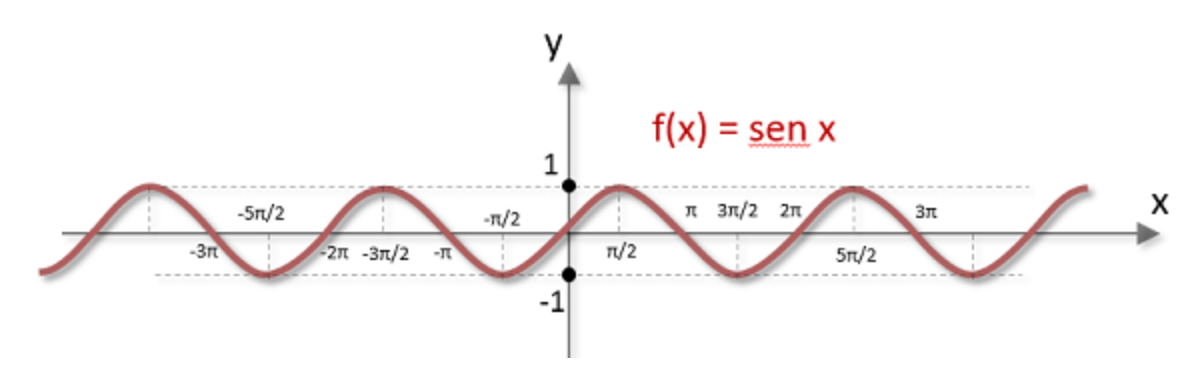 y
f(x) = sen x
1
x
-5π/2
-π/2
π
3π/2
2π
3π
-3π
-2π
-3π/2
-π
π/2
5π/2
-1